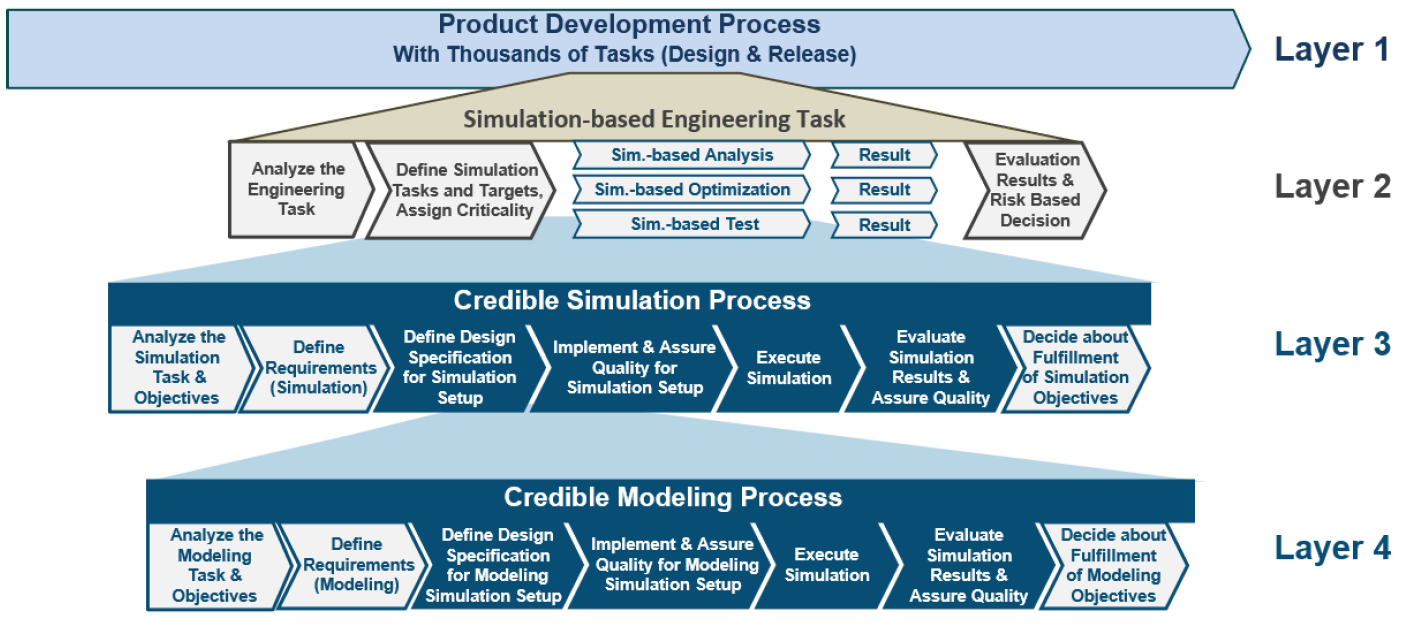 Product Development Process
With Thousands of Tasks (Design & Release)
Layer 1
Simulation-based Engineering Task
Analyze the
Engineering
Task
Define Simulation
Tasks and Targets,
Assign Criticality
Sim.-based Analysis
Result
Sim.-based Optimization
Result
Sim.-based Test
Result
Evaluation
Results &
Risk Based
Decision
Layer 2
Credible Simulation Process
Analyze the
Simulation
Task &
Objectives
Define
Requirements
(Simulation)
Define Design
Specification
for Simulation
Setup
Implement & Assure
Quality for
Simulation Setup
Execute
Simulation
Evaluate
Simulation
Results &
Assure Quality
Decide about
Fulfillment
of Simulation
Objectives
Layer 3
Credible Modeling Process
Analyze the
Modeling
Task &
Objectives
Define
Requirements
(Modeling)
Define Design
Specification
for Modeling
Simulation Setup
Implement & Assure
Quality for Modeling
Simulation Setup
Execute
Simulation
Evaluate
Simulation
Results &
Assure Quality
Decide about
Fulfillment
of Modeling
Objectives
Layer 4